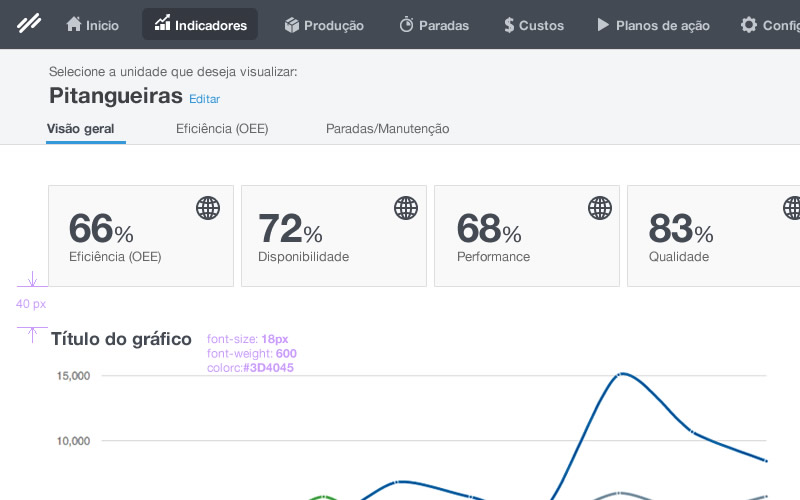 Inicio Indicadores Produção Paradas Custos Planos de ação Config
Selecione a unidade que deseja visualizar:
Pitangueiras Editar
Visão geral Eficiência (OEE) Paradas/Manutenção
66% 72% 68% 83%
Eficiência (OEE) Disponibilidade Performance Qualidade
40 px
Título do gráfico font-size: 18px
font-weight: 600
colorc:#3D4045
15,000
10,000